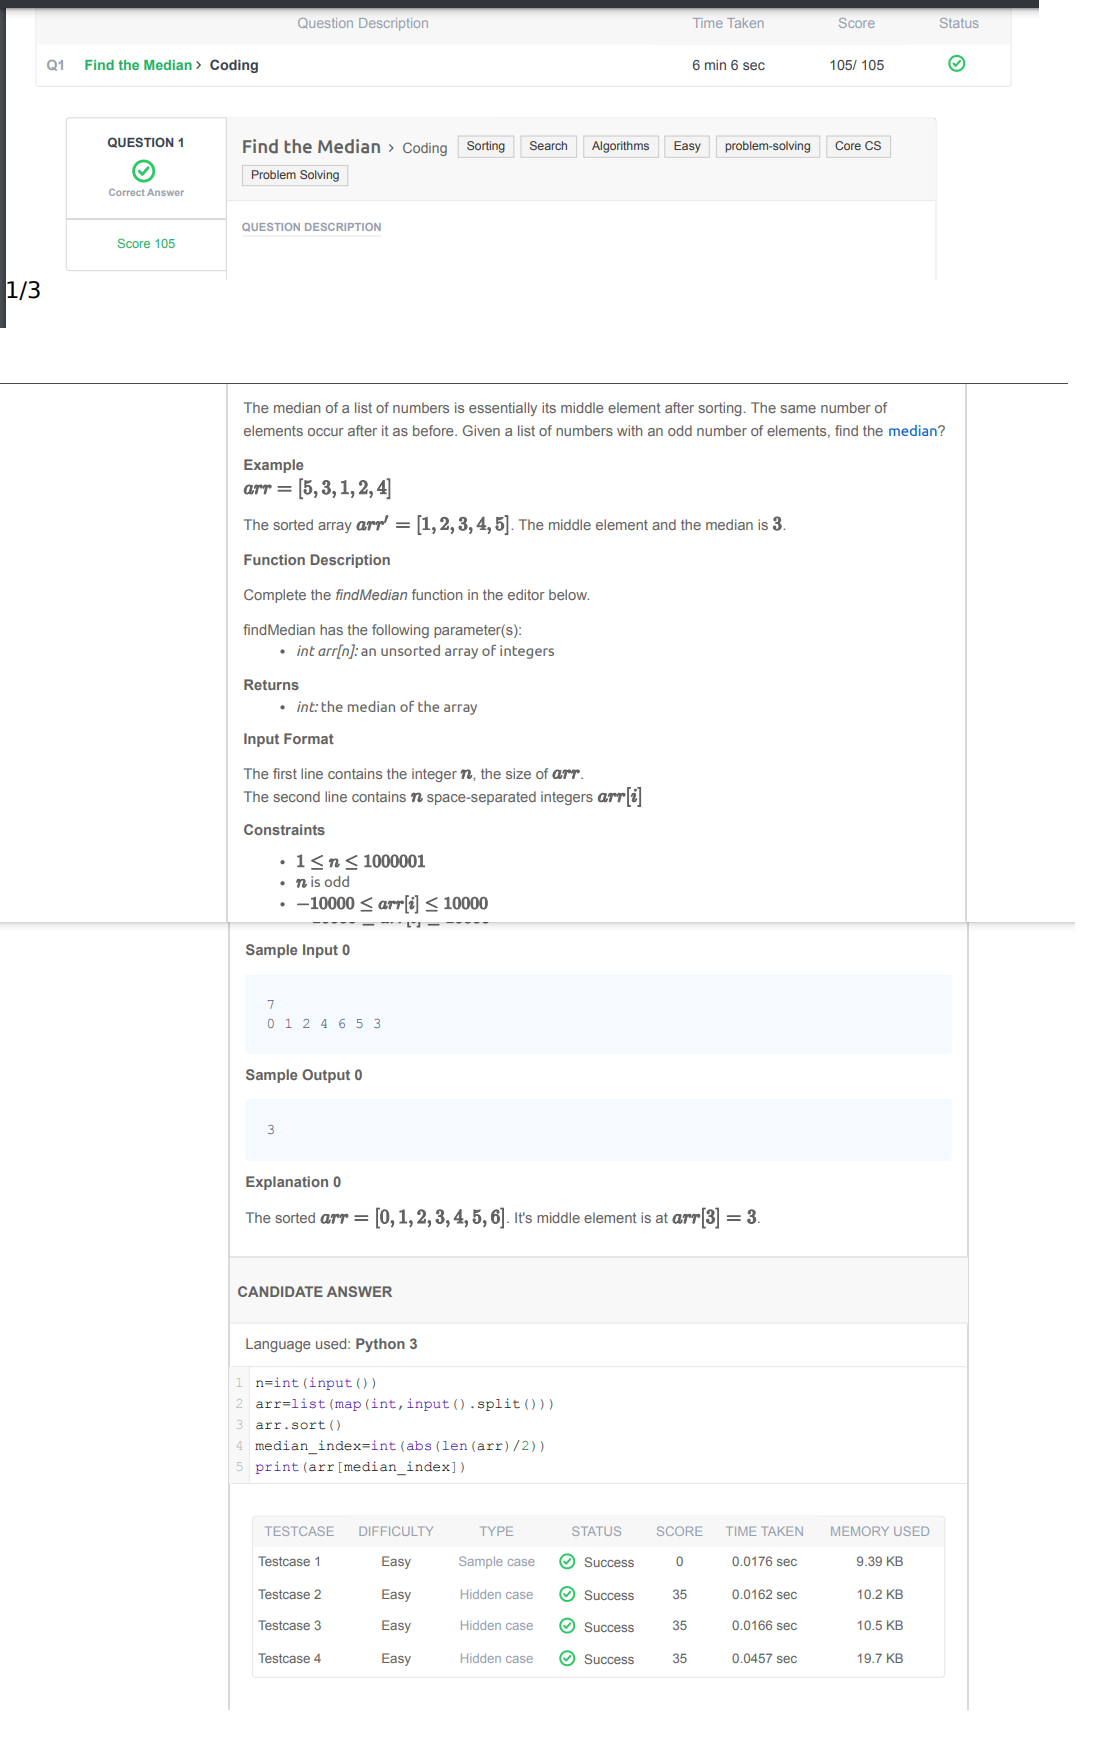 Question Description Time Taken Score Status
Q1 Find the Median > Coding 6 min 6 sec 105/ 105
QUESTION 1
Correct Answer
Score 105
Find the Median > Coding Sorting Search Algorithms Easy problem-solving Core CS
Problem Solving
QUESTION DESCRIPTION
1/3
The median of a list of numbers is essentially its middle element after sorting. The same number of
elements occur after it as before. Given a list of numbers with an odd number of elements, find the median?
Example
arr = [5, 3, 1, 2, 4]
The sorted array arr′ = [1, 2, 3, 4, 5]. The middle element and the median is 3.
Function Description
Complete the findMedian function in the editor below.
findMedian has the following parameter(s):
• int arr[n]: an unsorted array of integers
Returns
• int: the median of the array
Input Format
The first line contains the integer n, the size of arr.
The second line contains n space-separated integers arr[i]
Constraints
• 1 ≤ n ≤ 1000001
• n is odd
• −10000 ≤ arr[i] ≤ 10000
Sample Input 0
7
0 1 2 4 6 5 3
Sample Output 0
3
Explanation 0
The sorted arr = [0, 1, 2, 3, 4, 5, 6]. It's middle element is at arr[3] = 3.
CANDIDATE ANSWER
Language used: Python 3
1 n=int(input())
2 arr=list(map(int,input().split()))
3 arr.sort()
4 median_index=int(abs(len(arr)/2))
5 print(arr[median_index])
TESTCASE DIFFICULTY TYPE STATUS SCORE TIME TAKEN MEMORY USED
Testcase 1 Easy Sample case Success 0 0.0176 sec 9.39 KB
Testcase 2 Easy Hidden case Success 35 0.0162 sec 10.2 KB
Testcase 3 Easy Hidden case Success 35 0.0166 sec 10.5 KB
Testcase 4 Easy Hidden case Success 35 0.0457 sec 19.7 KB